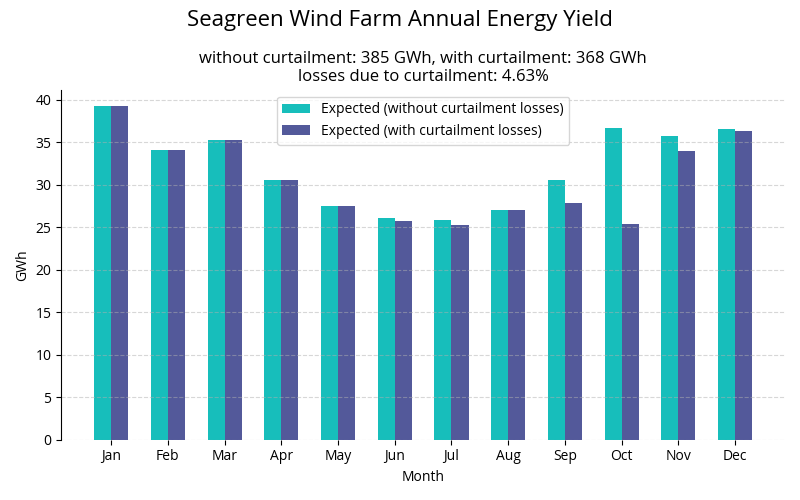 Seagreen Wind Farm Annual Energy Yield
without curtailment: 385 GWh, with curtailment: 368 GWh
losses due to curtailment: 4.63%
Expected (without curtailment losses)
Expected (with curtailment losses)
GWh
40
35
30
25
20
15
10
5
0
Jan Feb Mar Apr May Jun Jul Aug Sep Oct Nov Dec
Month